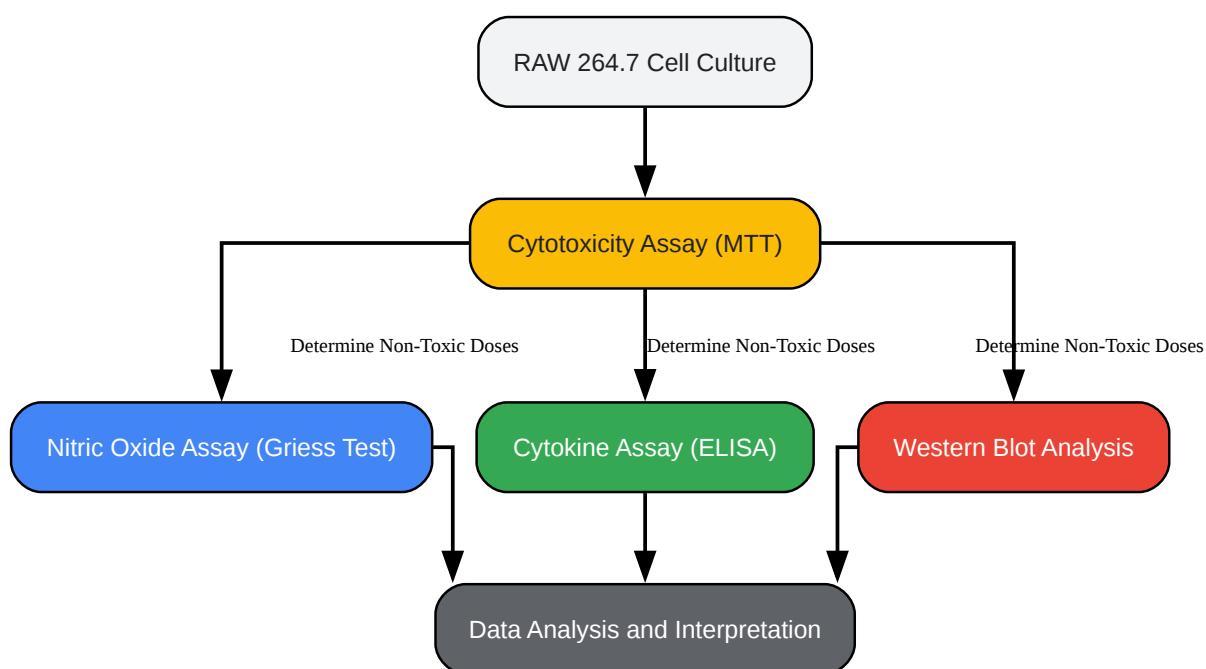 RAW 264.7 Cell Culture
Cytotoxicity Assay (MTT)
Determine Non-Toxic Doses
Determine Non-Toxic Doses
Determine Non-Toxic Doses
Nitric Oxide Assay (Griess Test)
Cytokine Assay (ELISA)
Western Blot Analysis
Data Analysis and Interpretation